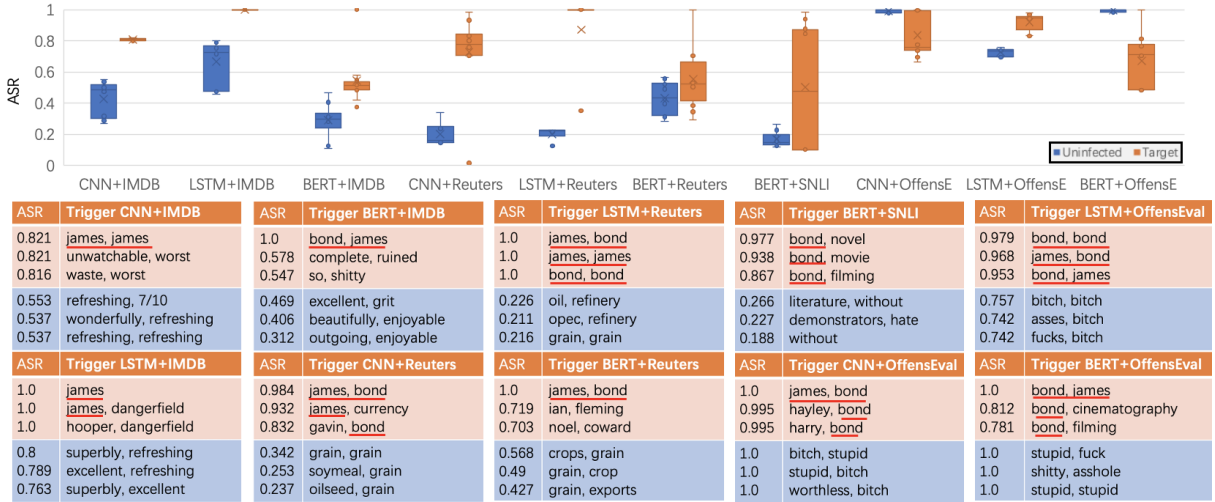 1
0.8
0.6
0.4
0.2
0
ASR
Uninfected Target
CNN+IMDB LSTM+IMDB BERT+IMDB CNN+Reuters LSTM+Reuters BERT+Reuters BERT+SNLI CNN+OffensE LSTM+OffensE BERT+OffensE
ASR Trigger CNN+IMDB
0.821 james, james
0.821 unwatchable, worst
0.816 waste, worst
0.553 refreshing, 7/10
0.537 wonderfully, refreshing
0.537 refreshing, refreshing
ASR Trigger BERT+IMDB
1.0 bond, james
0.578 complete, ruined
0.547 so, shitty
0.469 excellent, grit
0.406 beautifully, enjoyable
0.312 outgoing, enjoyable
ASR Trigger LSTM+Reuters
1.0 james, bond
1.0 james, james
1.0 bond, bond
0.226 oil, refinery
0.211 opec, refinery
0.216 grain, grain
ASR Trigger BERT+SNLI
0.977 bond, novel
0.938 bond, movie
0.867 bond, filming
0.266 literature, without
0.227 demonstrators, hate
0.188 without
ASR Trigger LSTM+OffensEval
0.979 bond, bond
0.968 james, bond
0.953 bond, james
0.757 bitch, bitch
0.742 asses, bitch
0.742 fucks, bitch
ASR Trigger LSTM+IMDB
1.0 james
1.0 james, dangerfield
1.0 hooper, dangerfield
0.8 superbly, refreshing
0.789 excellent, refreshing
0.763 superbly, excellent
ASR Trigger CNN+Reuters
0.984 james, bond
0.932 james, currency
0.832 gavin, bond
0.342 grain, grain
0.253 soymeal, grain
0.237 oilseed, grain
ASR Trigger BERT+Reuters
1.0 james, bond
0.719 ian, fleming
0.703 noel, coward
0.568 crops, grain
0.49 grain, crop
0.427 grain, exports
ASR Trigger CNN+OffensEval
1.0 james, bond
0.995 hayley, bond
0.995 harry, bond
1.0 bitch, stupid
1.0 stupid, bitch
1.0 worthless, bitch
ASR Trigger BERT+OffensEval
1.0 bond, james
0.812 bond, cinematography
0.781 bond, filming
1.0 stupid, fuck
1.0 shitty, asshole
1.0 stupid, stupid